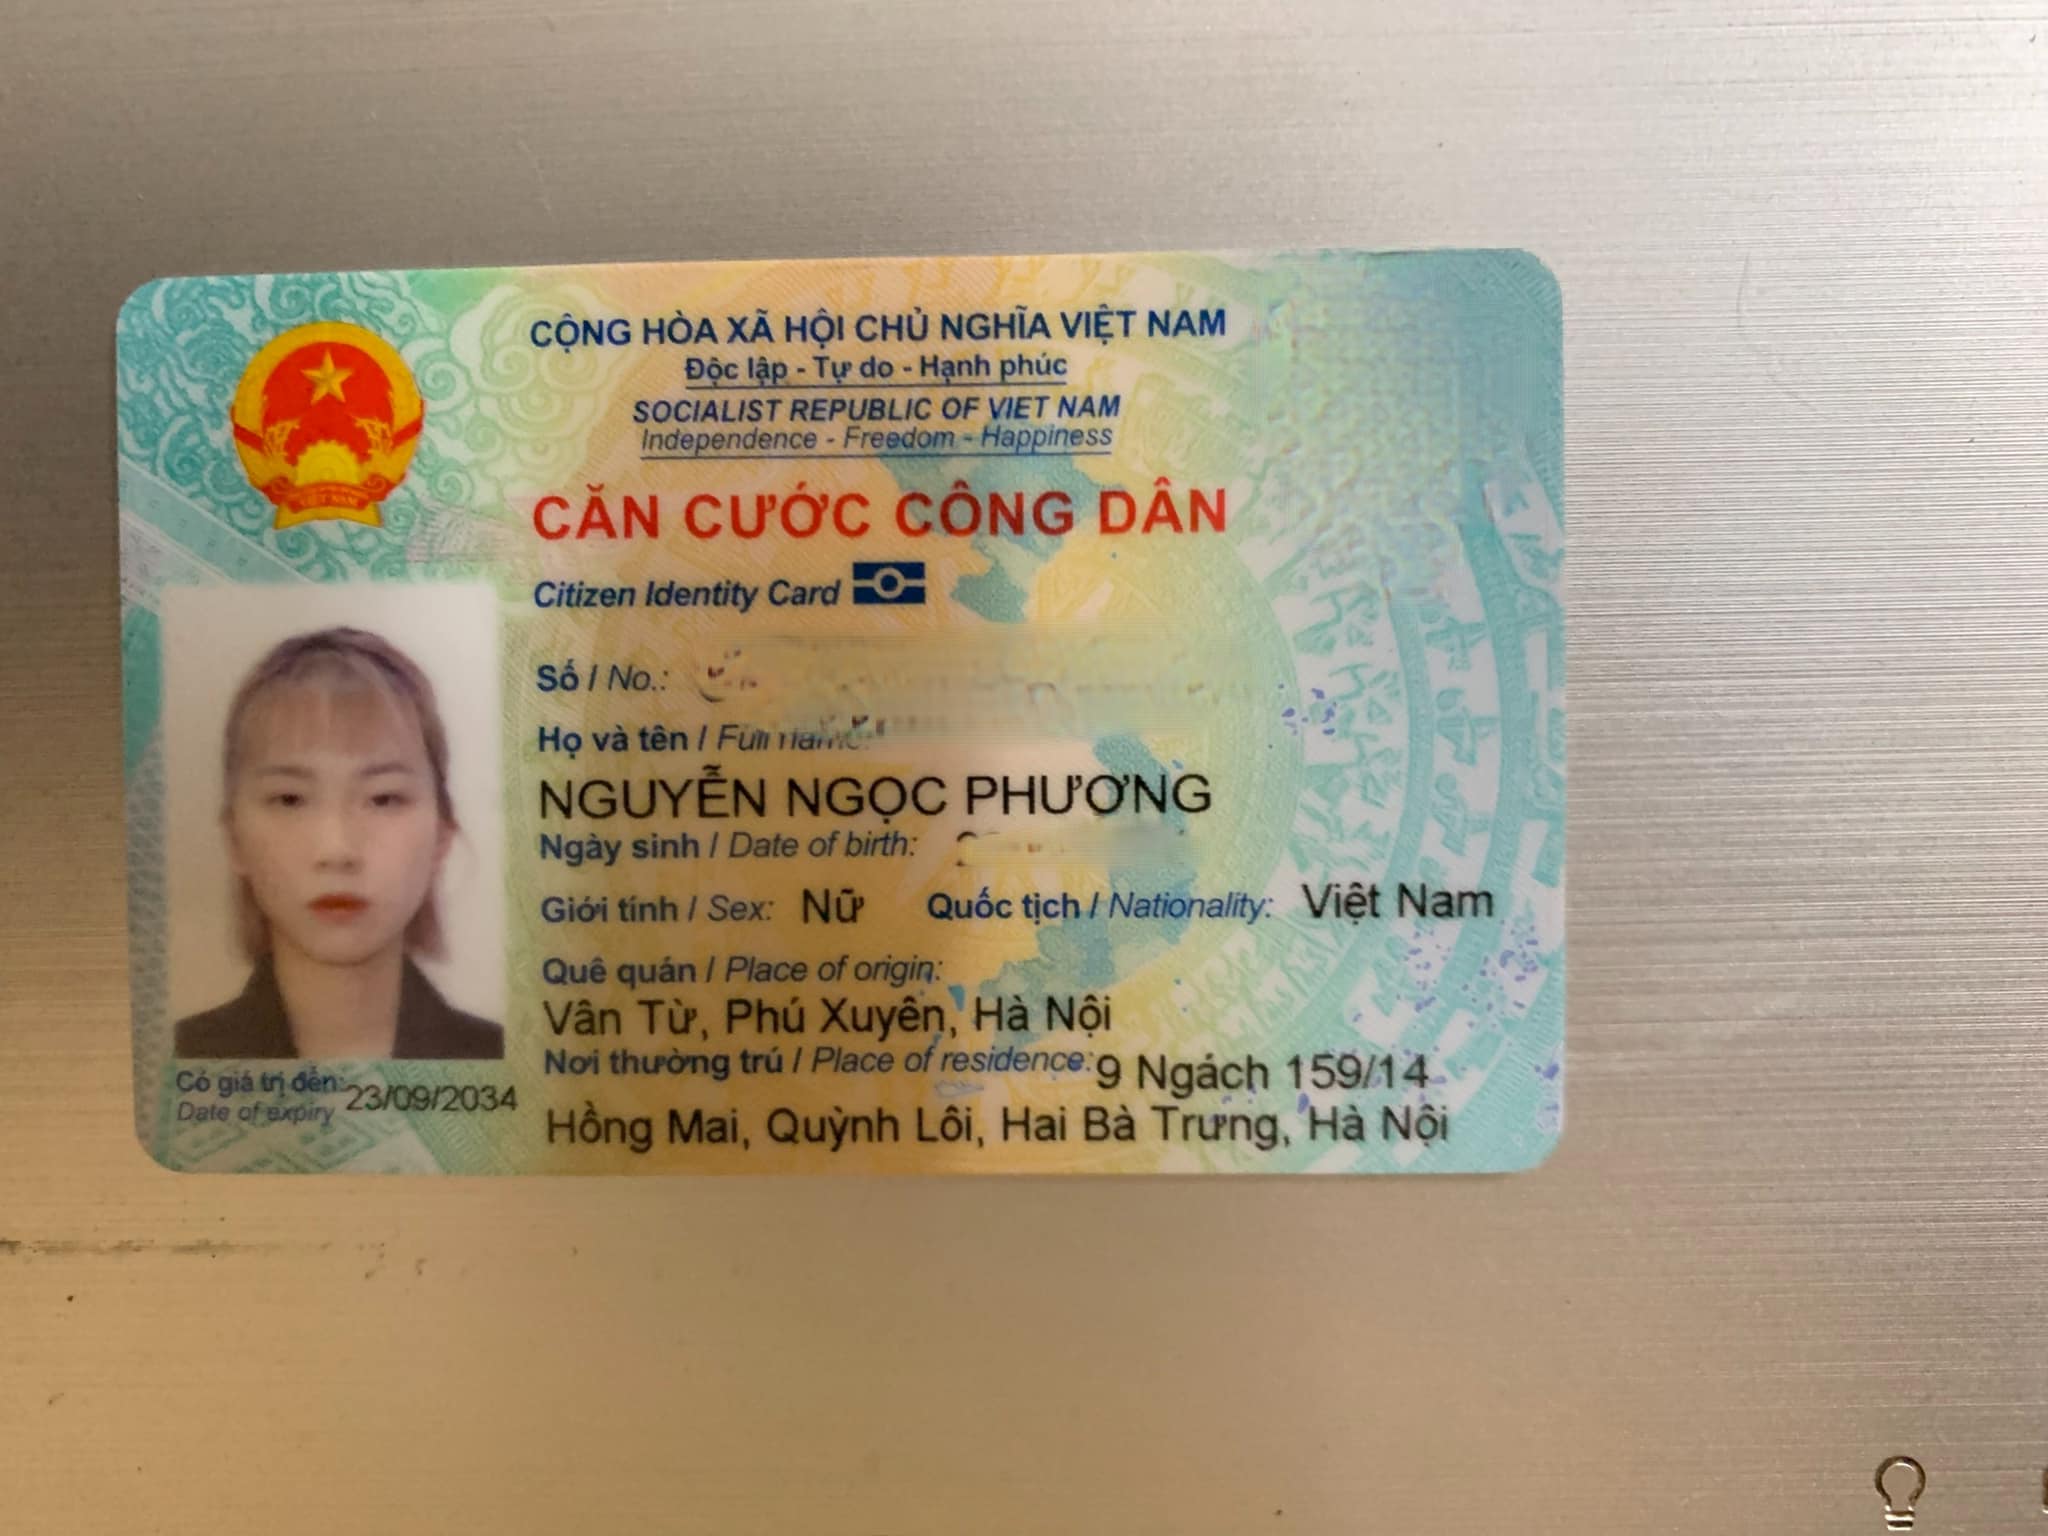 CỘNG HÒA XÃ HỘI CHỦ NGHĨA VIỆT NAM
Độc lập - Tự do - Hạnh phúc
SOCIALIST REPUBLIC OF VIET NAM
Independence - Freedom - Happiness
CĂN CƯỚC CÔNG DÂN
Citizen Identity Card
Số / No.:
Họ và tên / Full name:
NGUYỄN NGỌC PHƯƠNG
Ngày sinh / Date of birth:
Giới tính / Sex: Nữ Quốc tịch / Nationality: Việt Nam
Quê quán / Place of origin:
Vân Từ, Phú Xuyên, Hà Nội
Nơi thường trú / Place of residence: 9 Ngách 159/14
Hồng Mai, Quỳnh Lôi, Hai Bà Trưng, Hà Nội
Có giá trị đến: 23/09/2034
Date of expiry